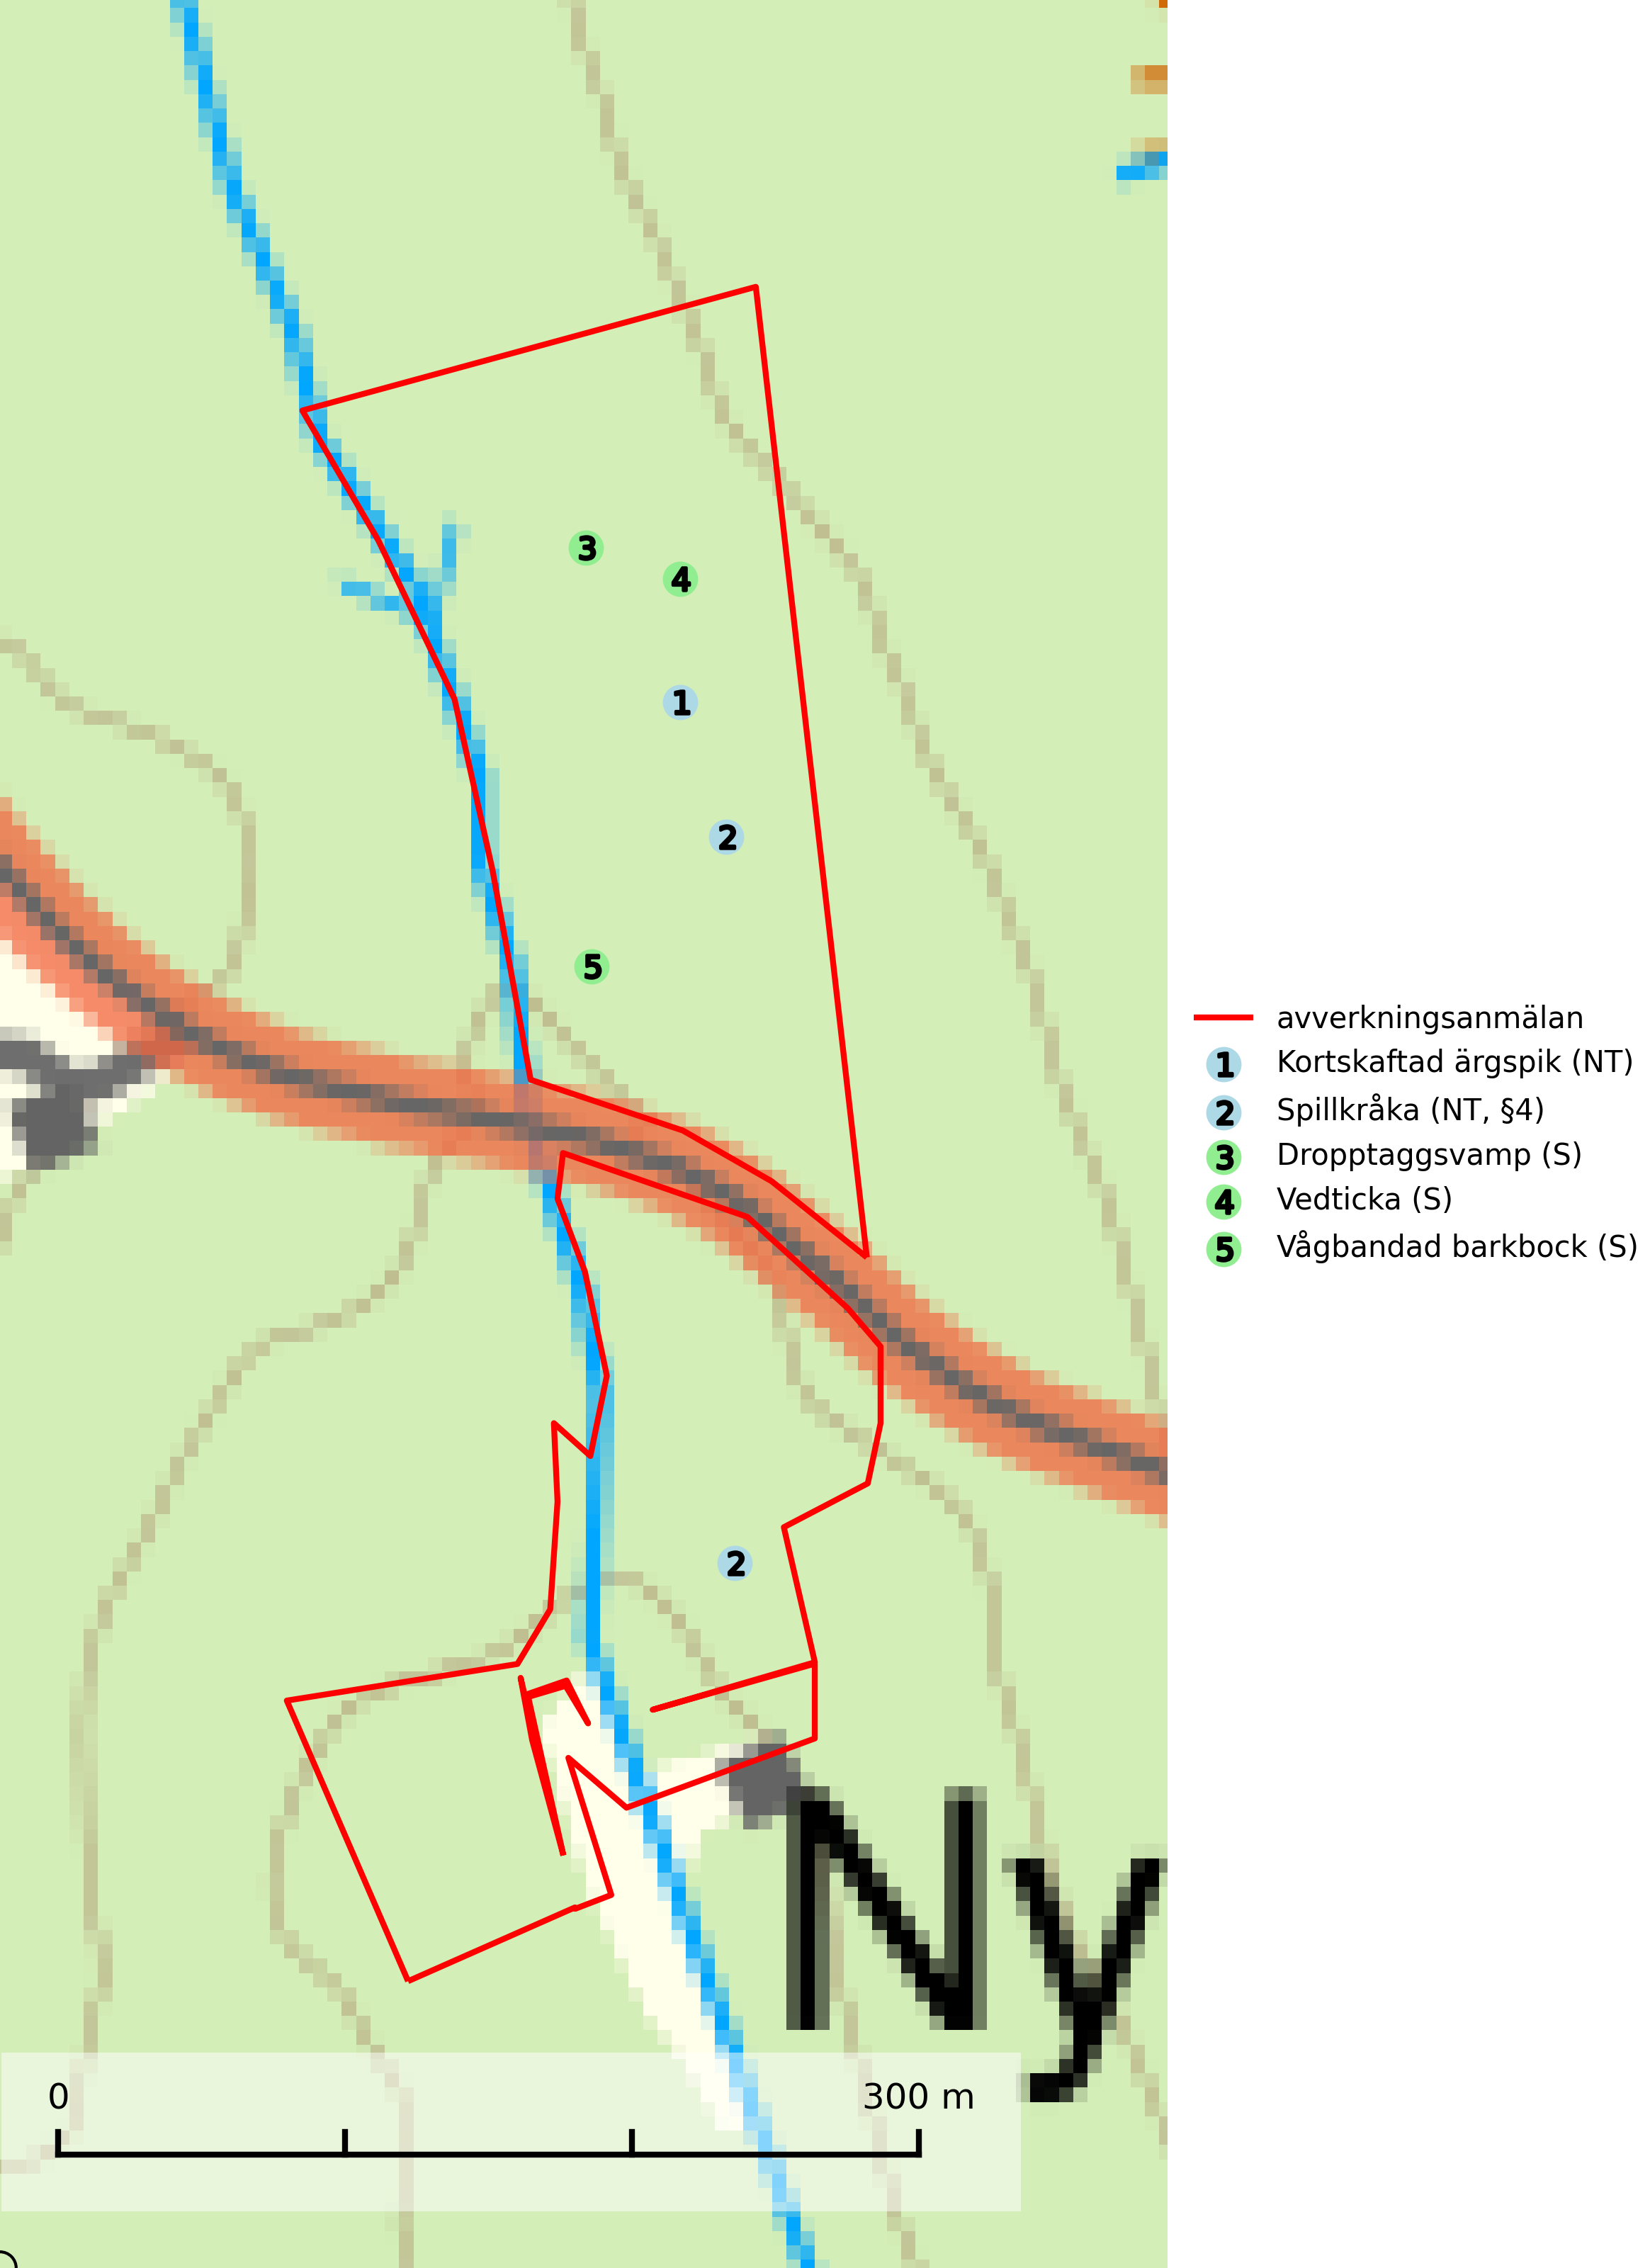 3
4
1
2
5
avverkningsanmälan
1 Kortskaftad ärgspik (NT)
2 Spillkråka (NT, §4)
3 Dropptaggsvamp (S)
4 Vedticka (S)
5 Vågbandad barkbock (S)
2
Ny
0 300 m